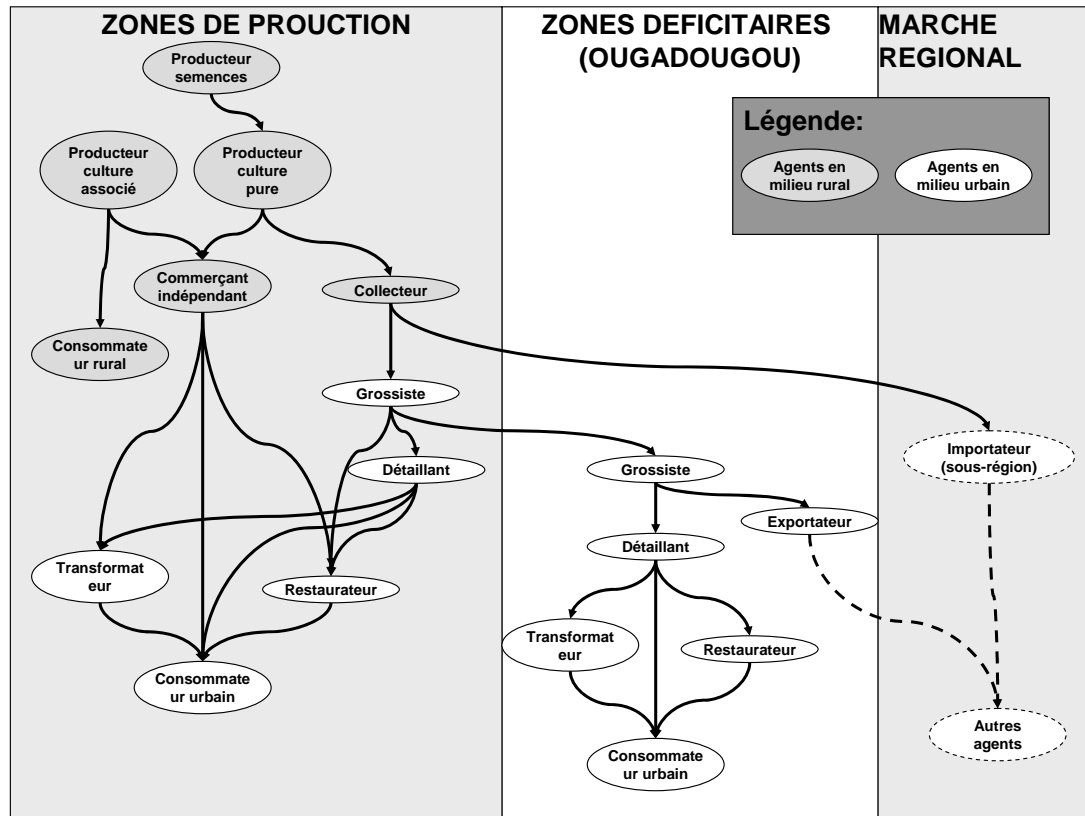 ZONES DE PROUCTION
ZONES DEFICITAIRES
(OUGADOUGOU)
MARCHE
REGIONAL
Légende:
Agents en
milieu rural
Agents en
milieu urbain
Producteur
semences
Producteur
culture
associé
Producteur
culture
pure
Commerçant
indépendant
Collecteur
Consommate
ur rural
Grossiste
Détaillant
Transformat
eur
Restaurateur
Consommate
ur urbain
Grossiste
Exportateur
Détaillant
Transformat
eur
Restaurateur
Consommate
ur urbain
Importateur
(sous-région)
Autres
agents